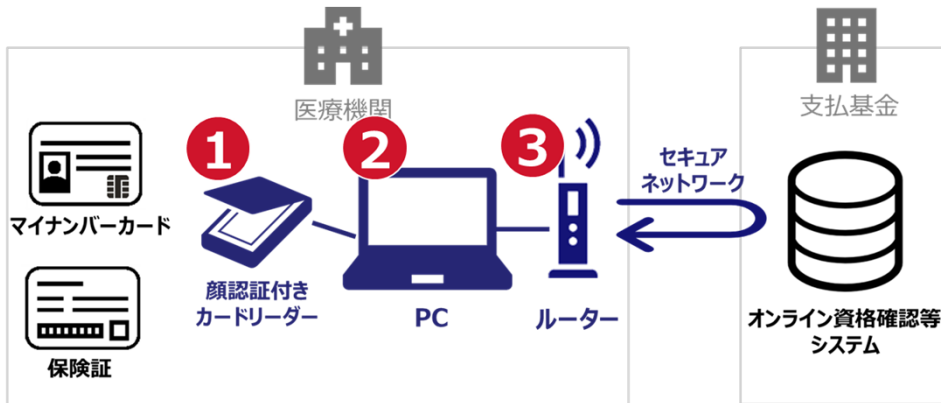 医療機関
支払基金
1
2
3
マイナンバーカード
保険証
顔認証付き
カードリーダー
PC
ルーター
セキュア
ネットワーク
オンライン資格確認等
システム